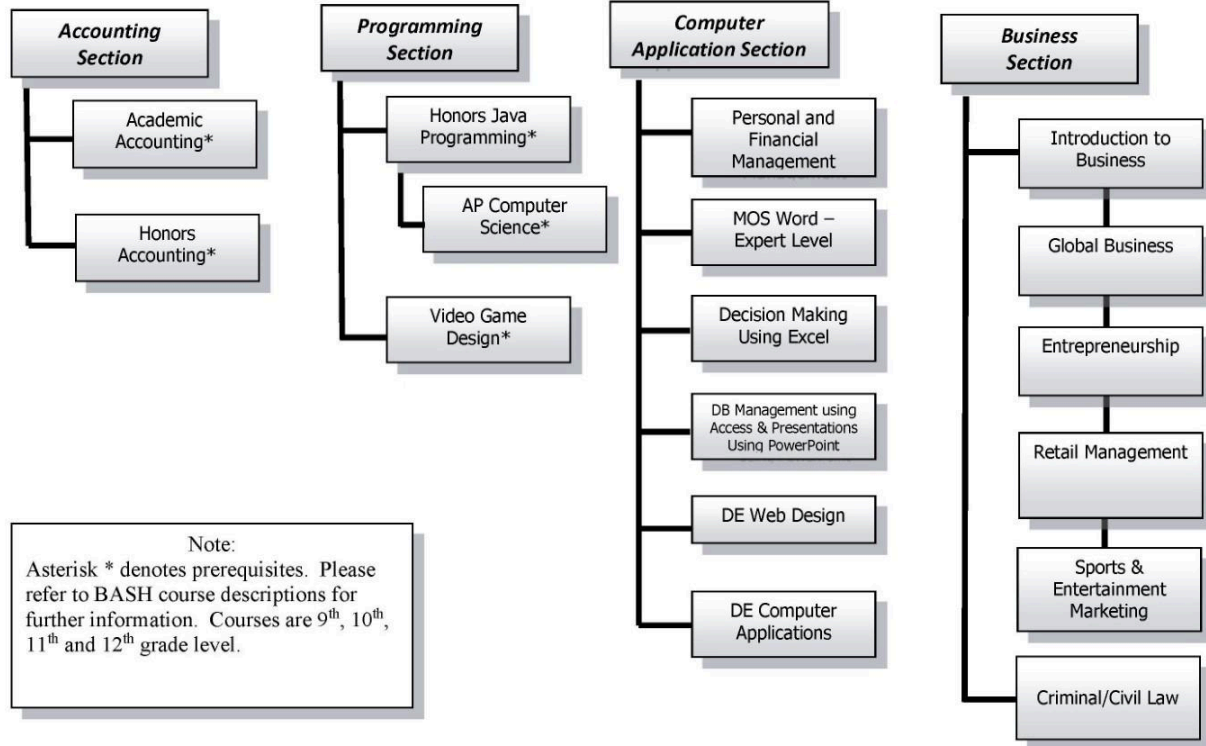 Accounting
Section
Academic
Accounting*
Honors
Accounting*
Programming
Section
Honors Java
Programming*
AP Computer
Science*
Video Game
Design*
Computer
Application Section
Personal and
Financial
Management
MOS Word –
Expert Level
Decision Making
Using Excel
DB Management using
Access & Presentations
Using PowerPoint
DE Web Design
DE Computer
Applications
Business
Section
Introduction to
Business
Global Business
Entrepreneurship
Retail Management
Sports &
Entertainment
Marketing
Criminal/Civil Law
Note:
Asterisk * denotes prerequisites. Please
refer to BASH course descriptions for
further information. Courses are 9th, 10th,
11th and 12th grade level.